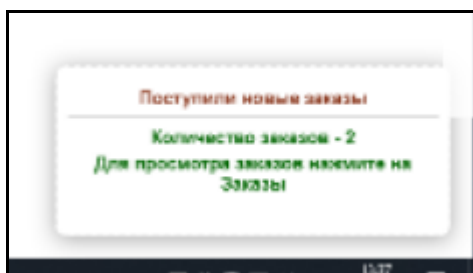 Поступили новые заказы
Количество заказов - 2
Для просмотра заказов нажмите на
Заказы